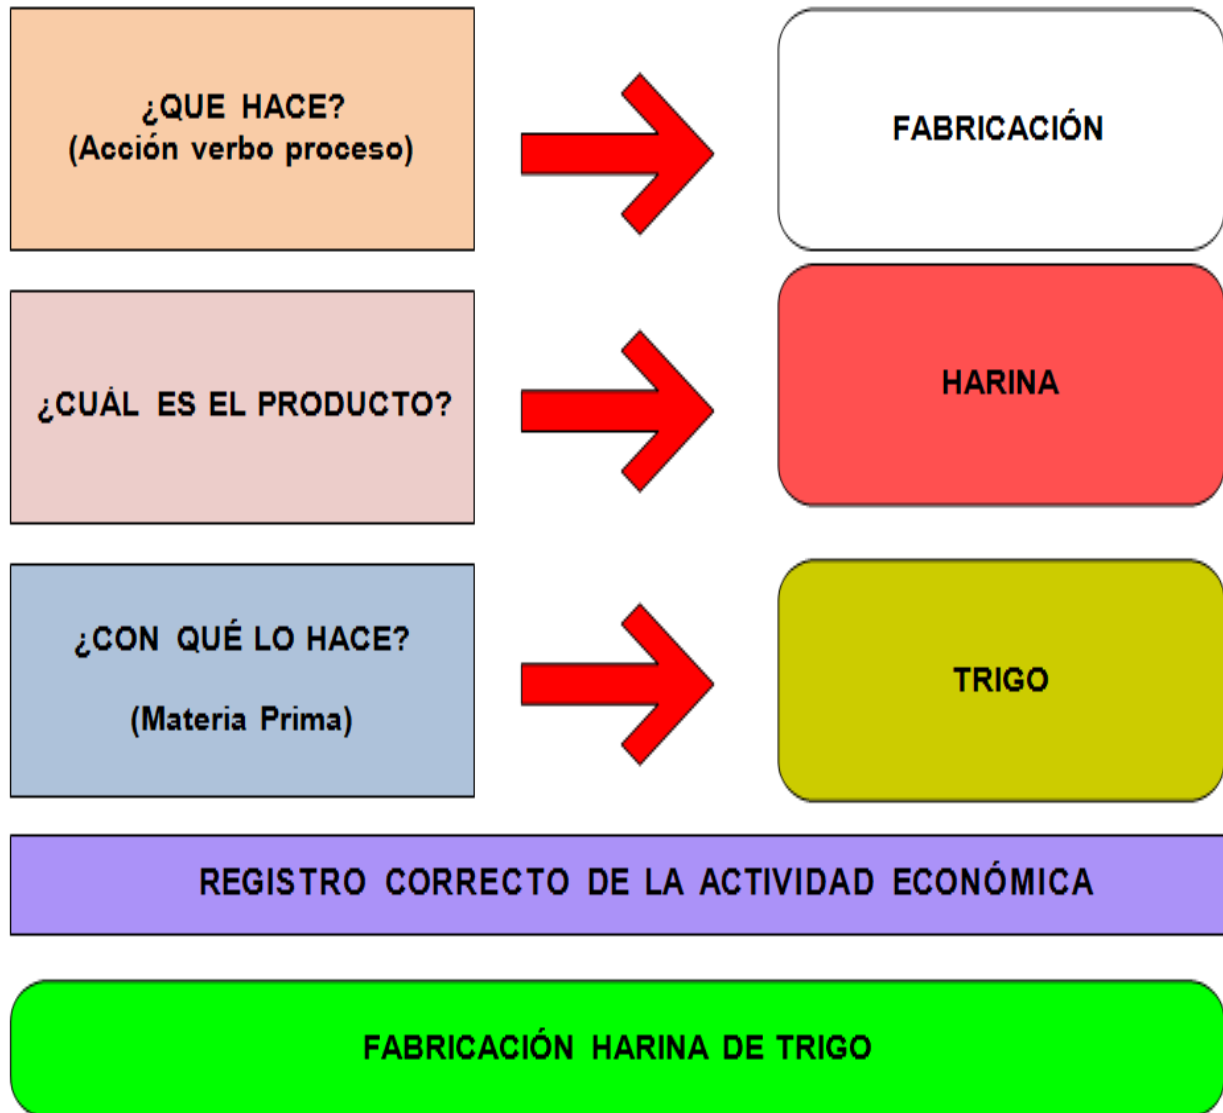 ¿QUE HACE?
(Acción verbo proceso)
FABRICACIÓN
¿CUÁL ES EL PRODUCTO?
HARINA
¿CON QUÉ LO HACE?
(Materia Prima)
TRIGO
REGISTRO CORRECTO DE LA ACTIVIDAD ECONÓMICA
FABRICACIÓN HARINA DE TRIGO